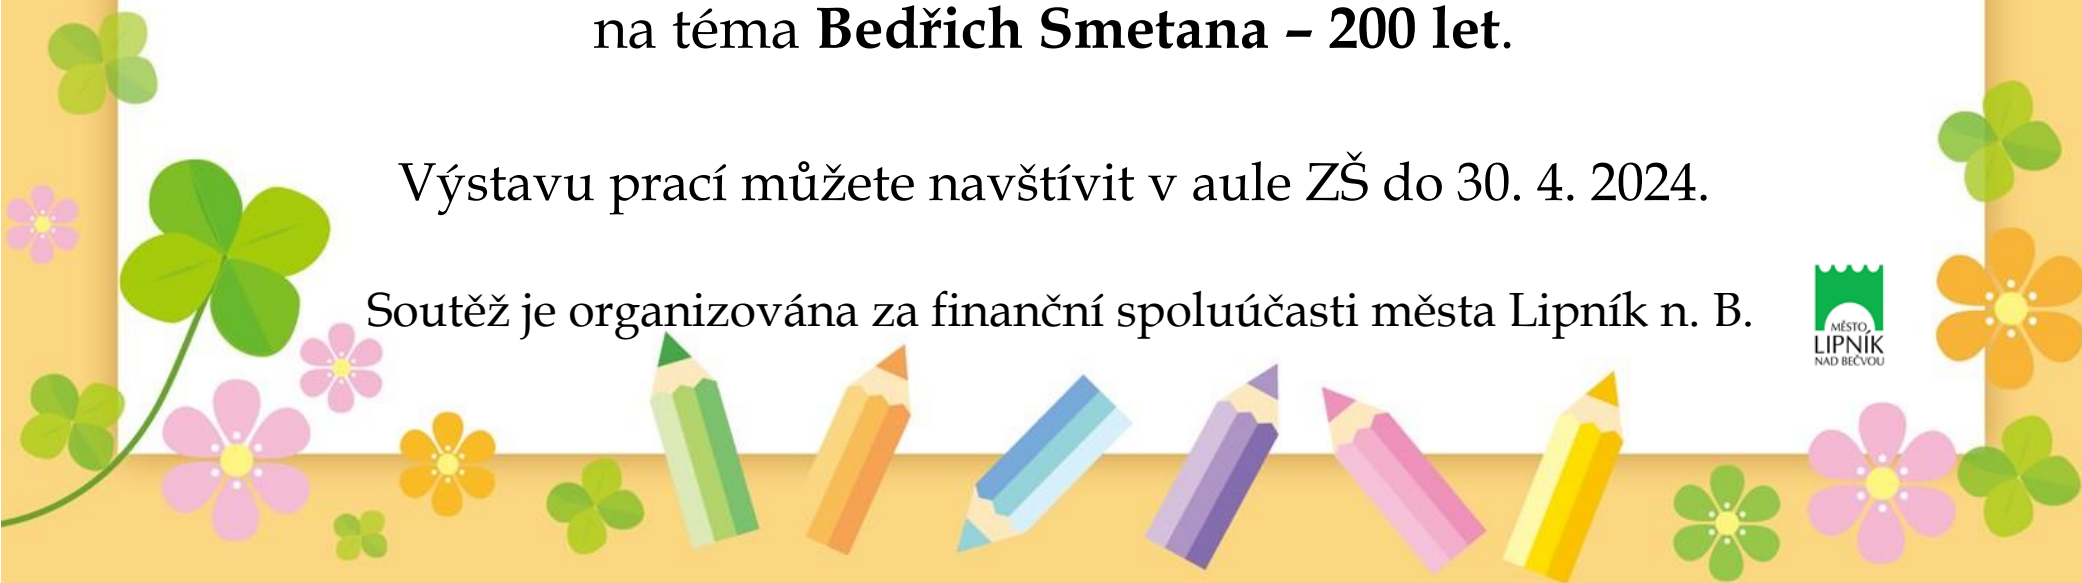 na téma Bedřich Smetana – 200 let.
Výstavu prací můžete navštívit v aule ZŠ do 30. 4. 2024.
Soutěž je organizována za finanční spoluúčasti města Lipník n. B.
MĚSTO
LIPNÍK
NAD BEČVOU